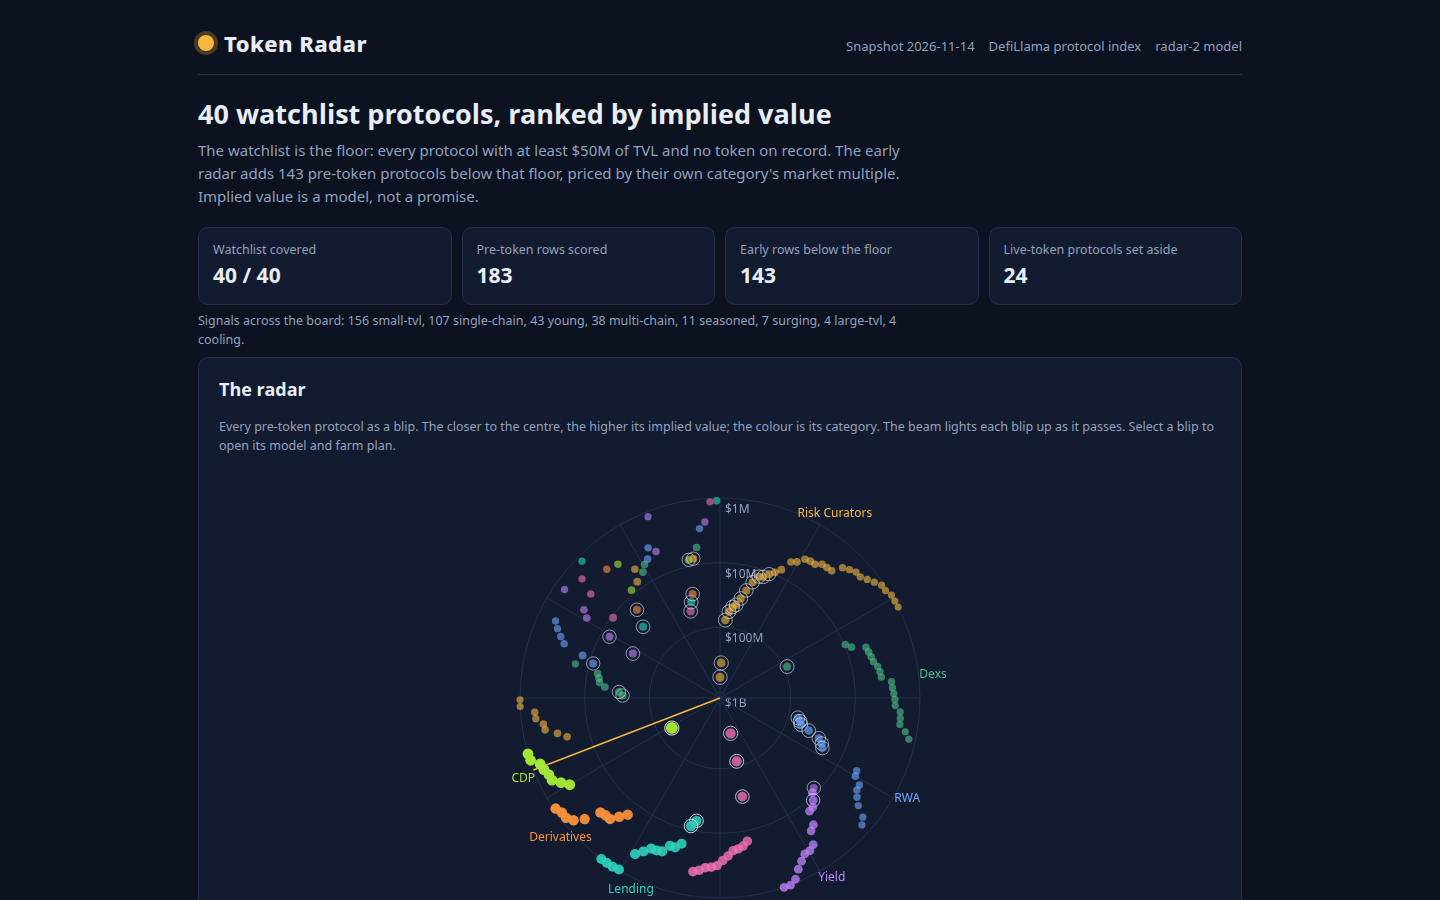 Token Radar
Snapshot 2026-11-14 DefiLlama protocol index radar-2 model
40 watchlist protocols, ranked by implied value
The watchlist is the floor: every protocol with at least $50M of TVL and no token on record. The early
radar adds 143 pre-token protocols below that floor, priced by their own category's market multiple.
Implied value is a model, not a promise.
Watchlist covered
40 / 40
Pre-token rows scored
183
Early rows below the floor
143
Live-token protocols set aside
24
Signals across the board: 156 small-tvl, 107 single-chain, 43 young, 38 multi-chain, 11 seasoned, 7 surging, 4 large-tvl, 4
cooling.
The radar
Every pre-token protocol as a blip. The closer to the centre, the higher its implied value; the colour is its category. The beam lights each blip up as it passes. Select a blip to
open its model and farm plan.
$1M
Risk Curators
$10M
$100M
Dexs
$1B
CDP
RWA
Derivatives
Yield
Lending